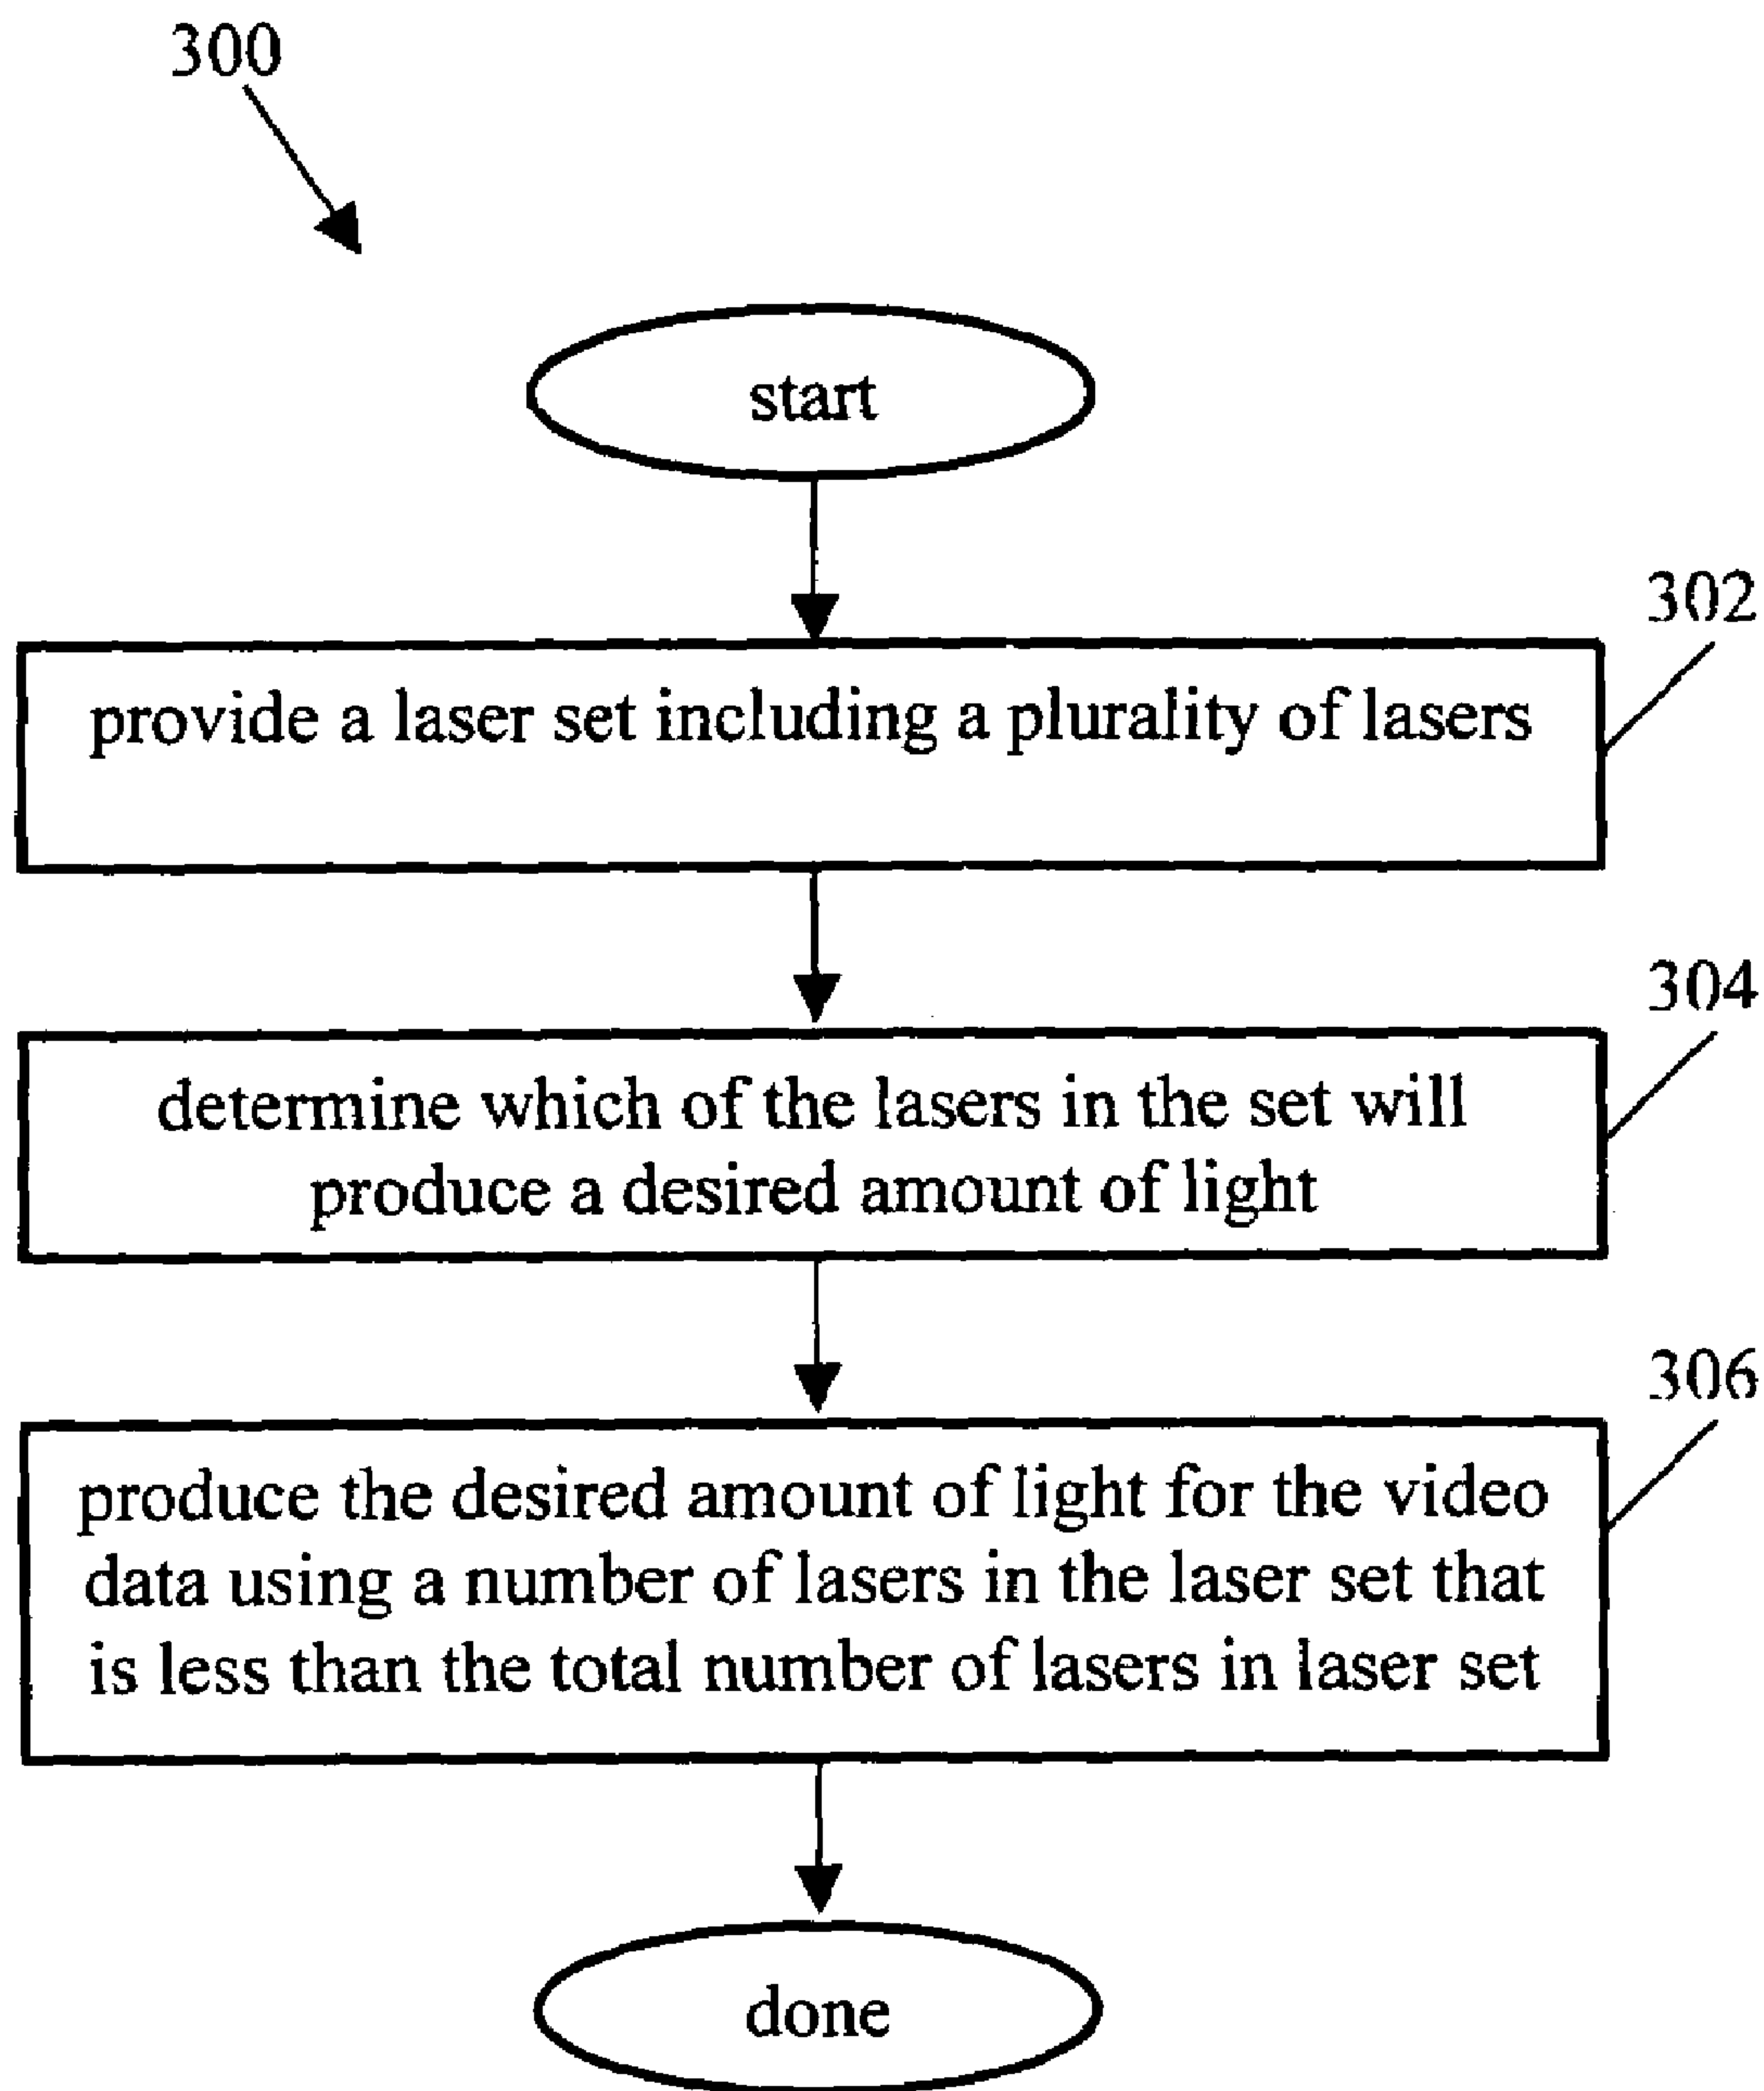 300
start
302
provide a laser set including a plurality of lasers
304
determine which of the lasers in the set will
produce a desired amount of light
306
produce the desired amount of light for the video
data using a number of lasers in the laser set that
is less than the total number of lasers in laser set
done